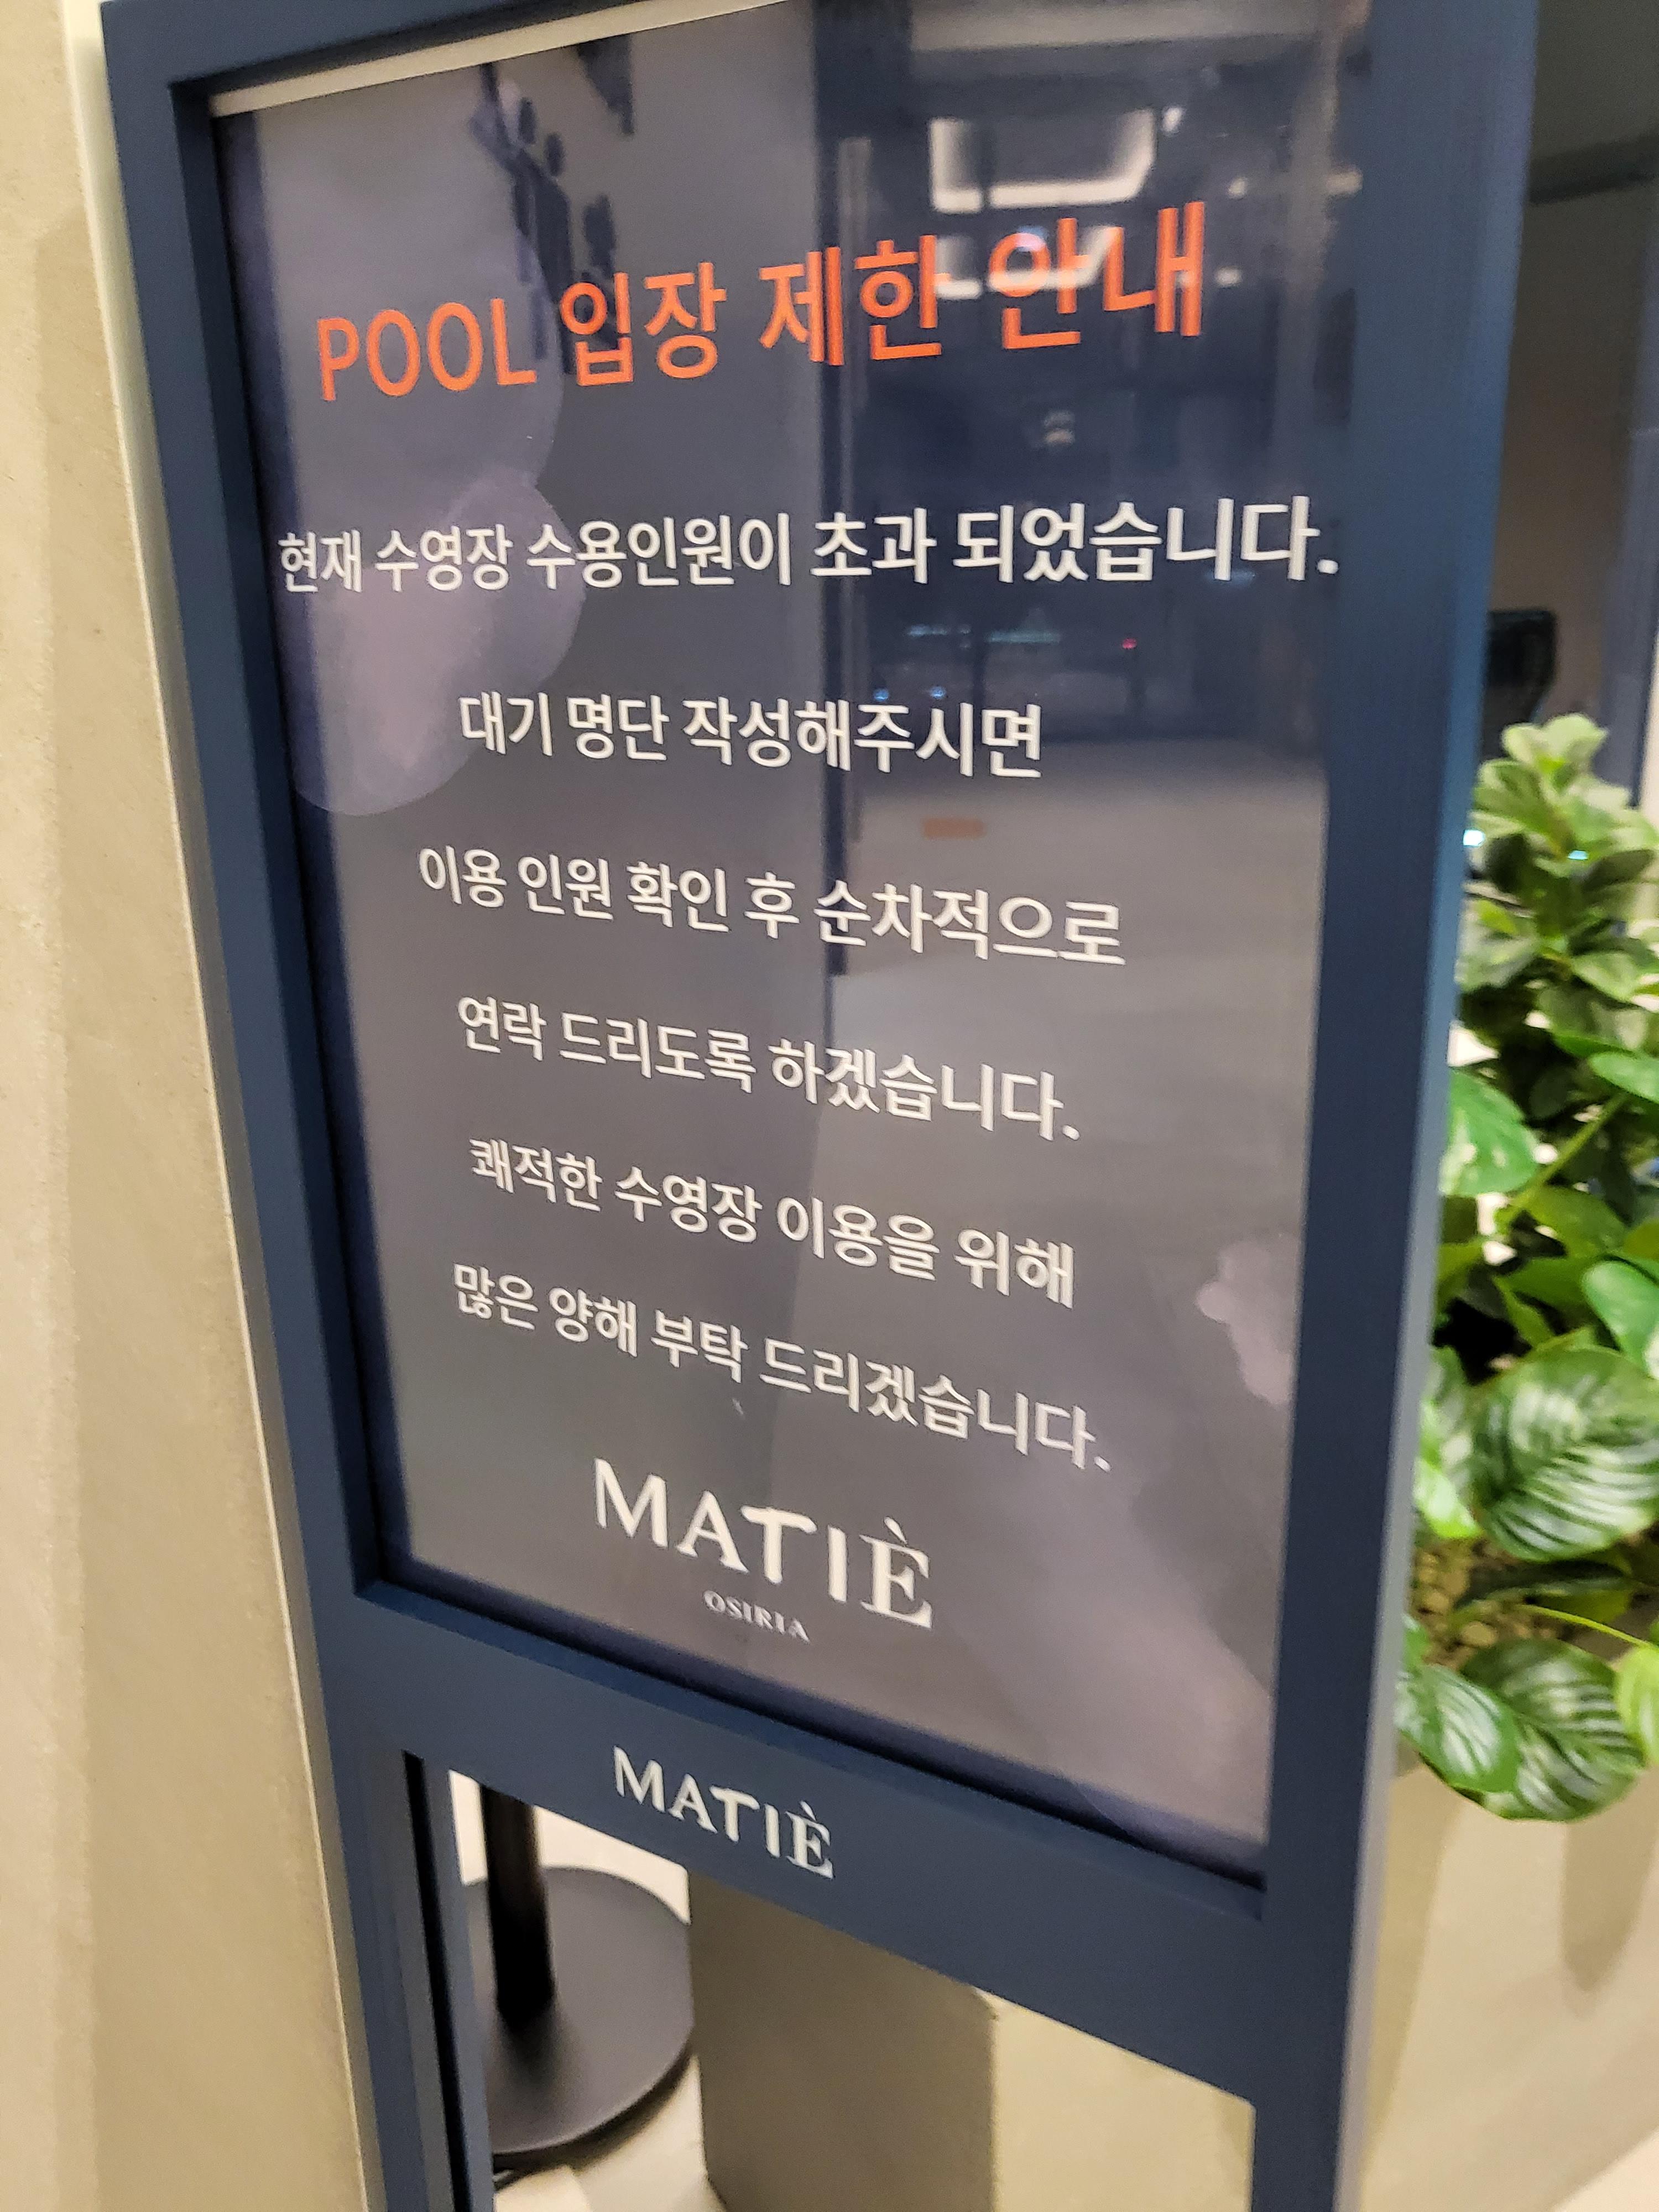 POOL 입장 제한 안내
현재 수영장 수용인원이 초과 되었습니다.
대기 명단 작성해주시면
이용 인원 확인 후 순차적으로
연락 드리도록 하겠습니다.
쾌적한 수영장 이용을 위해
많은 양해 부탁 드리겠습니다.
MATIÈ
OSIRIA
MATIÈ